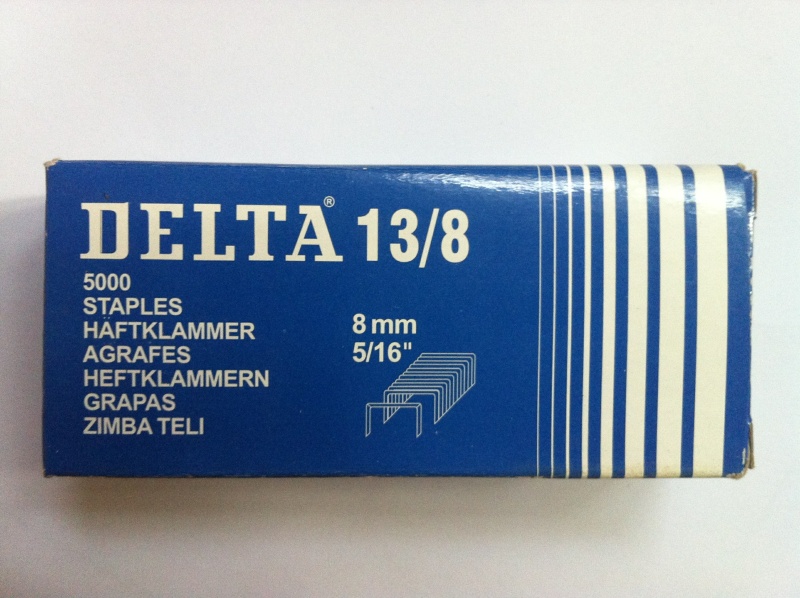 DELTA® 13/8
5000
STAPLES
HÄFTKLAMMER
AGRAFES
HEFTKLAMMERN
GRAPAS
ZIMBA TELI
8 mm
5/16"